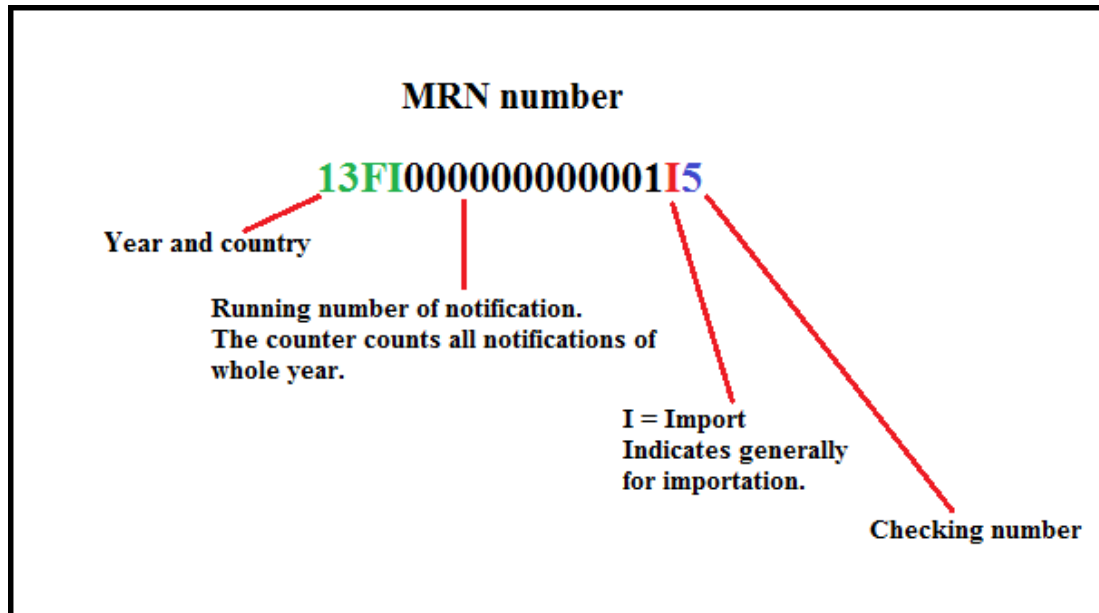 MRN number
13FI000000000001I5
Year and country
Running number of notification.
The counter counts all notifications of
whole year.
I = Import
Indicates generally
for importation.
Checking number